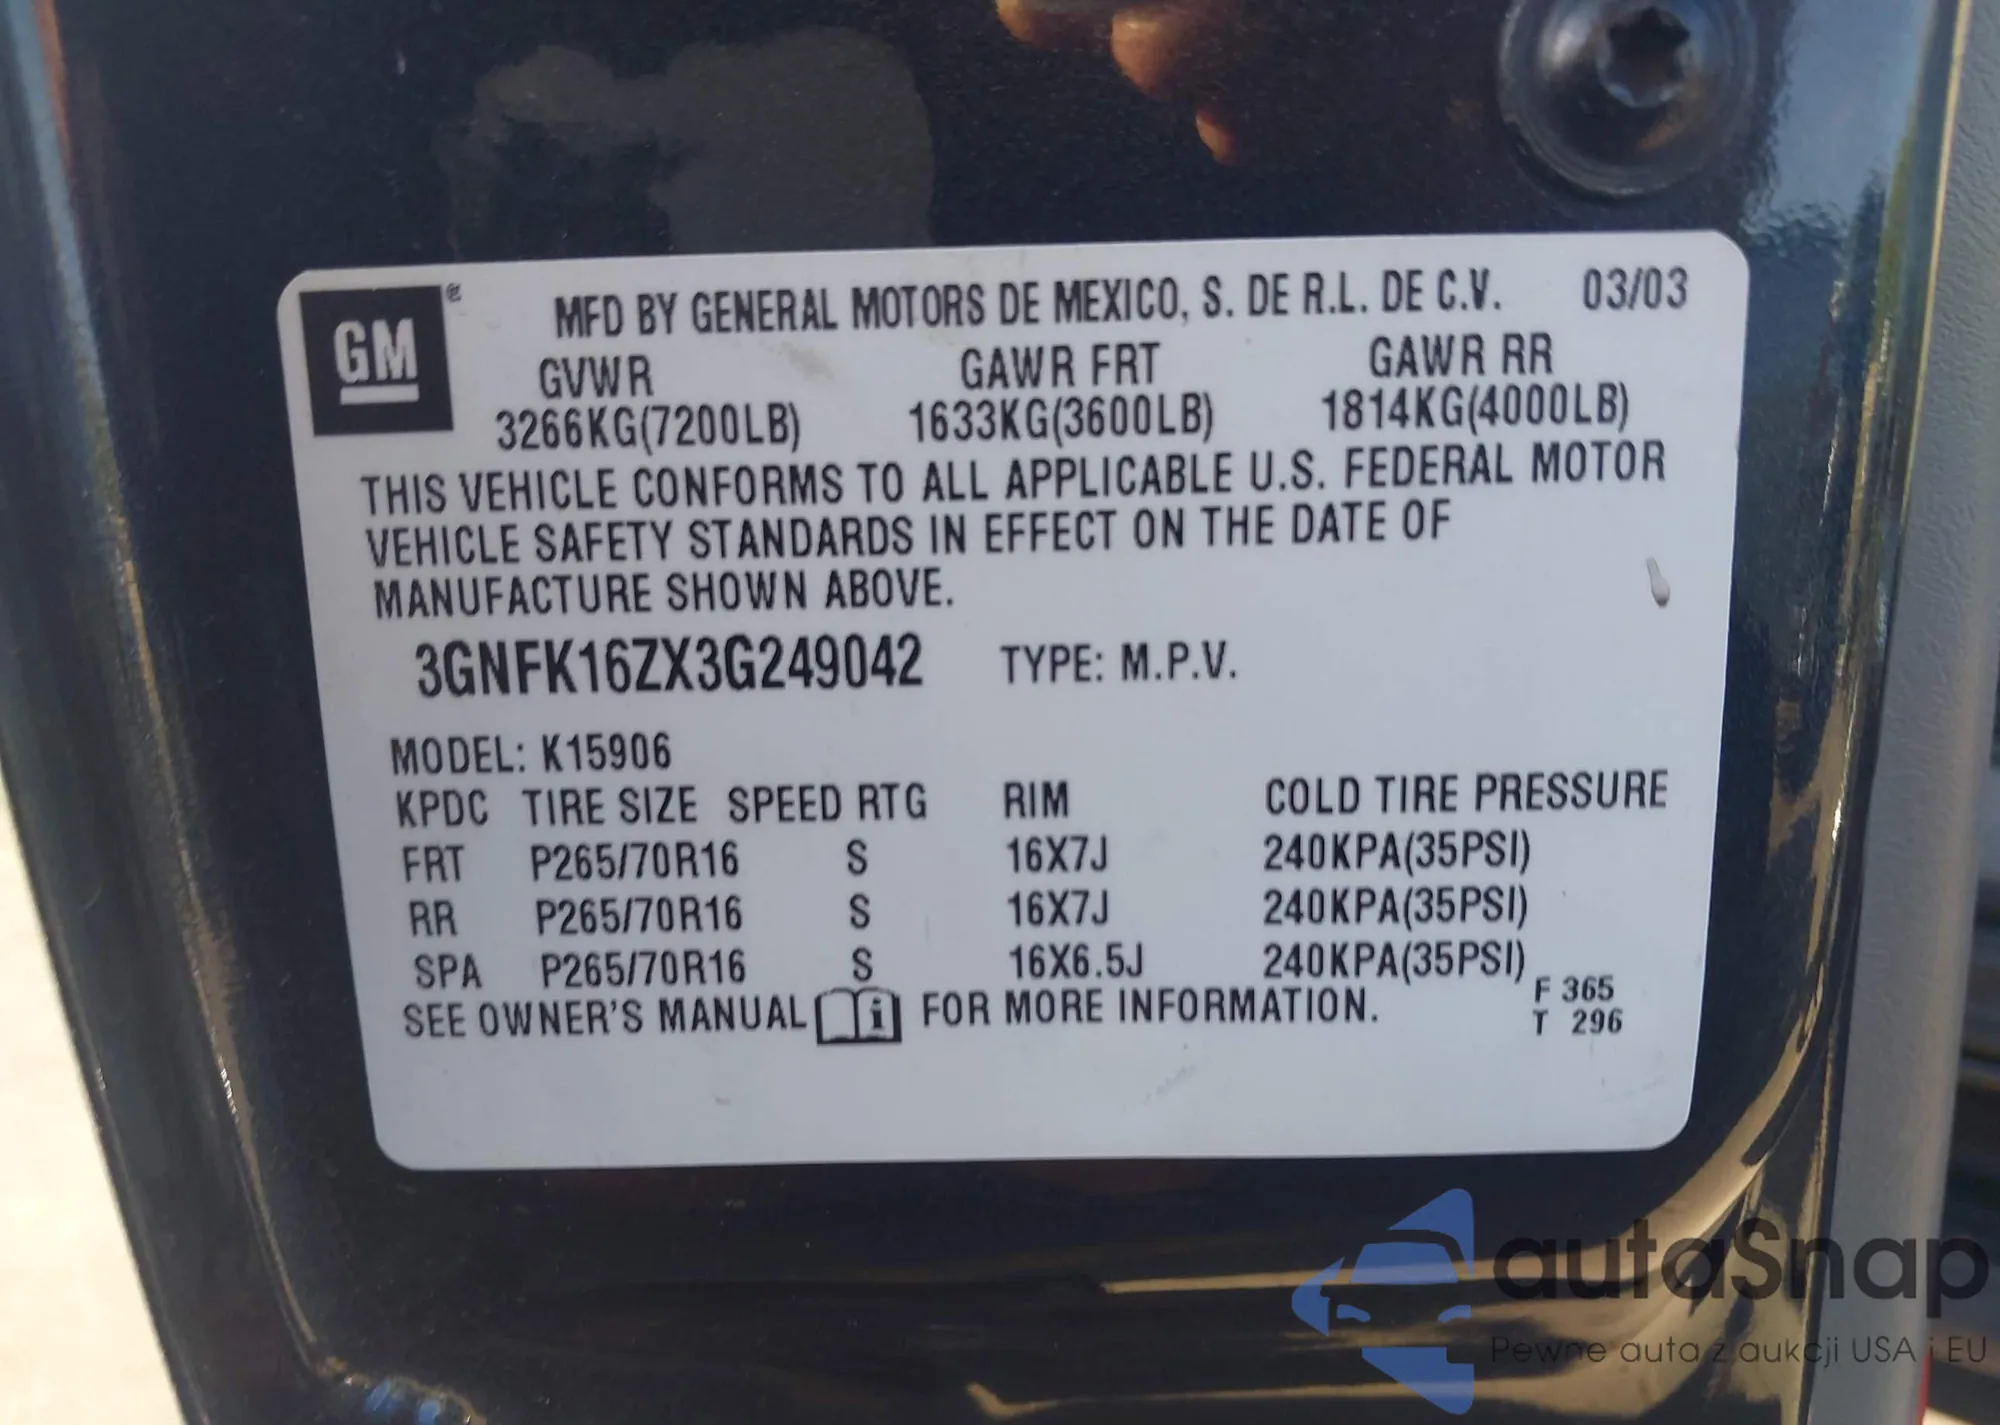 GM
MFD BY GENERAL MOTORS DE MEXICO, S. DE R.L. DE C.V. 03/03
GVWR GAWR FRT GAWR RR
3266KG(7200LB) 1633KG(3600LB) 1814KG(4000LB)
THIS VEHICLE CONFORMS TO ALL APPLICABLE U.S. FEDERAL MOTOR
VEHICLE SAFETY STANDARDS IN EFFECT ON THE DATE OF
MANUFACTURE SHOWN ABOVE.
3GNFK16ZX3G249042 TYPE: M.P.V.
MODEL: K15906
KPDC TIRE SIZE SPEED RTG RIM COLD TIRE PRESSURE
FRT P265/70R16 S 16X7J 240KPA(35PSI)
RR P265/70R16 S 16X7J 240KPA(35PSI)
SPA P265/70R16 S 16X6.5J 240KPA(35PSI)
SEE OWNER'S MANUAL i FOR MORE INFORMATION.
F 365
T 296
autaSnap
Pewne auta z aukcji USA i EU